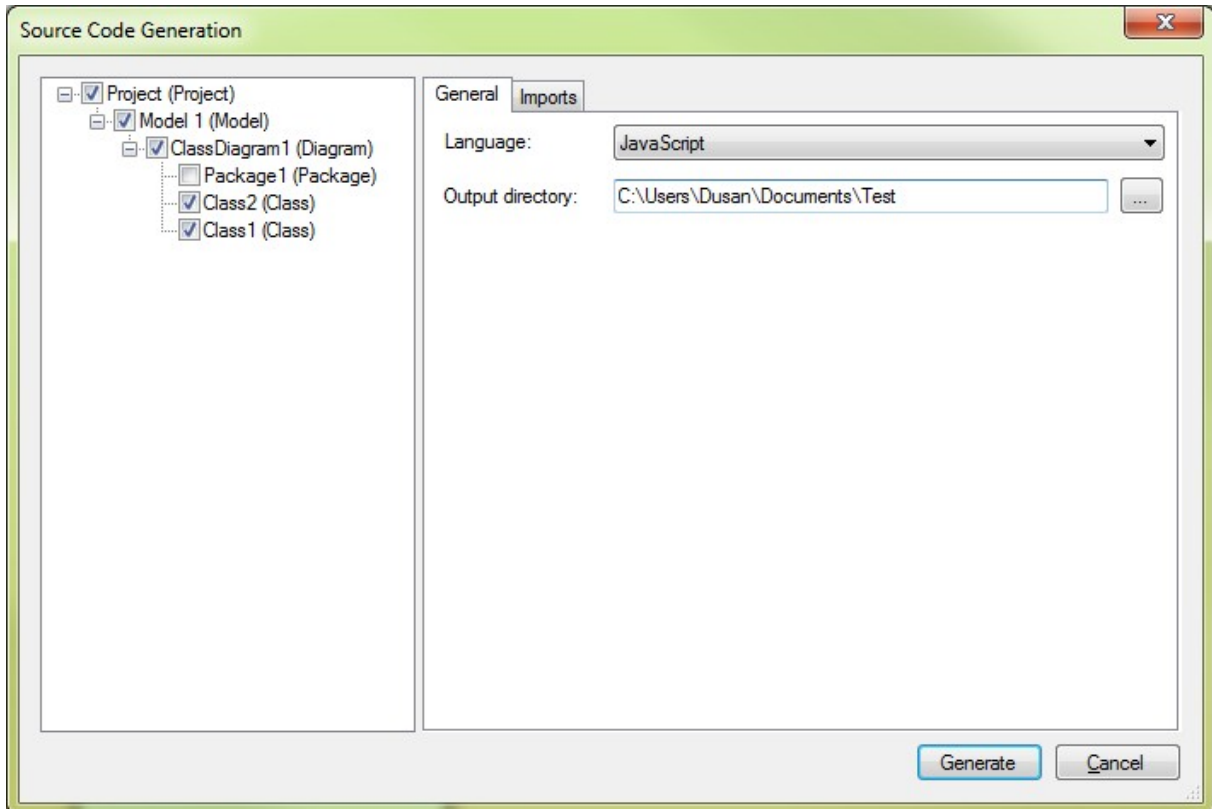 Source Code Generation
Project (Project)
Model 1 (Model)
ClassDiagram1 (Diagram)
Package1 (Package)
Class2 (Class)
Class1 (Class)
General Imports
Language: JavaScript
Output directory: C:\Users\Dusan\Documents\Test ...
Generate Cancel